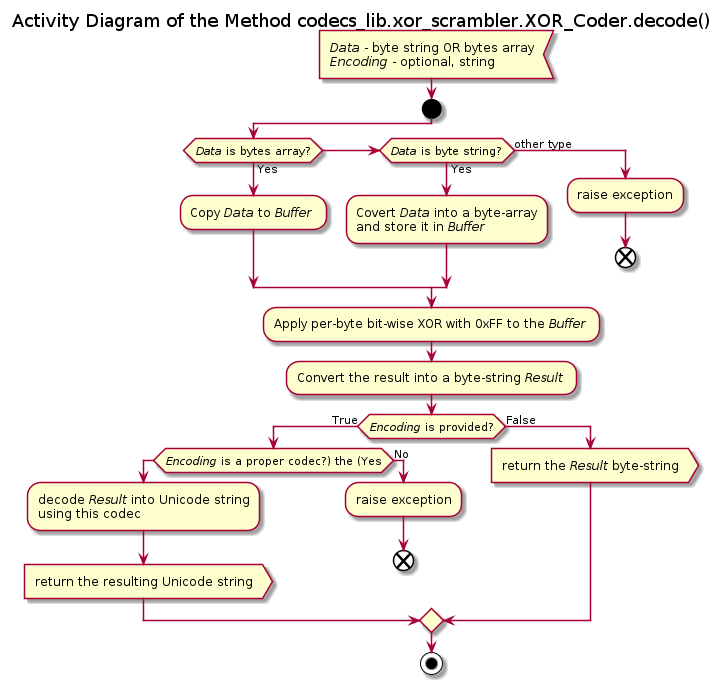 Activity Diagram of the Method codecs_lib.xor_scrambler.XOR_Coder.decode()
Data - byte string OR bytes array
Encoding - optional, string
Data is bytes array?
Data is byte string?
other type
Yes
Yes
raise exception
Copy Data to Buffer
Covert Data into a byte-array
and store it in Buffer
Apply per-byte bit-wise XOR with 0xFF to the Buffer
Convert the result into a byte-string Result
True
Encoding is provided?
False
Encoding is a proper codec?) the (Yes
No
return the Result byte-string
decode Result into Unicode string
using this codec
raise exception
return the resulting Unicode string